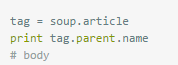 tag = soup.article
print tag.parent.name
# body